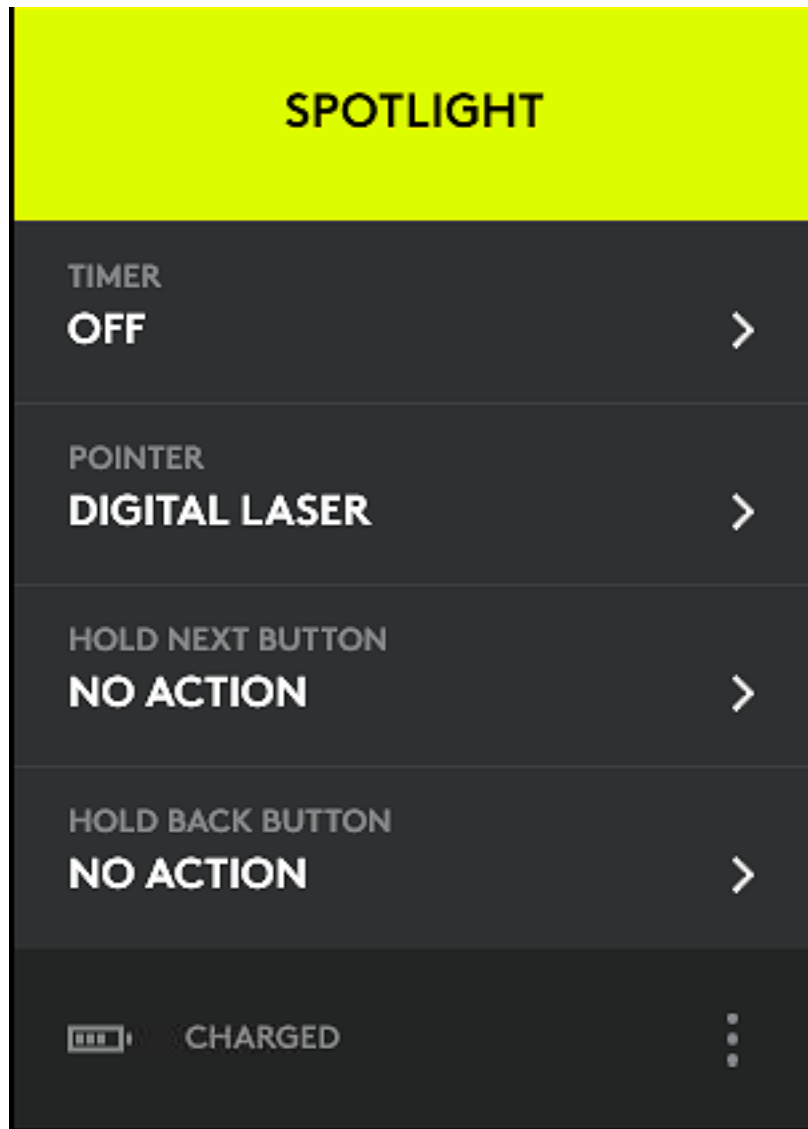 SPOTLIGHT
TIMER
OFF
POINTER
DIGITAL LASER
HOLD NEXT BUTTON
NO ACTION
HOLD BACK BUTTON
NO ACTION
CHARGED